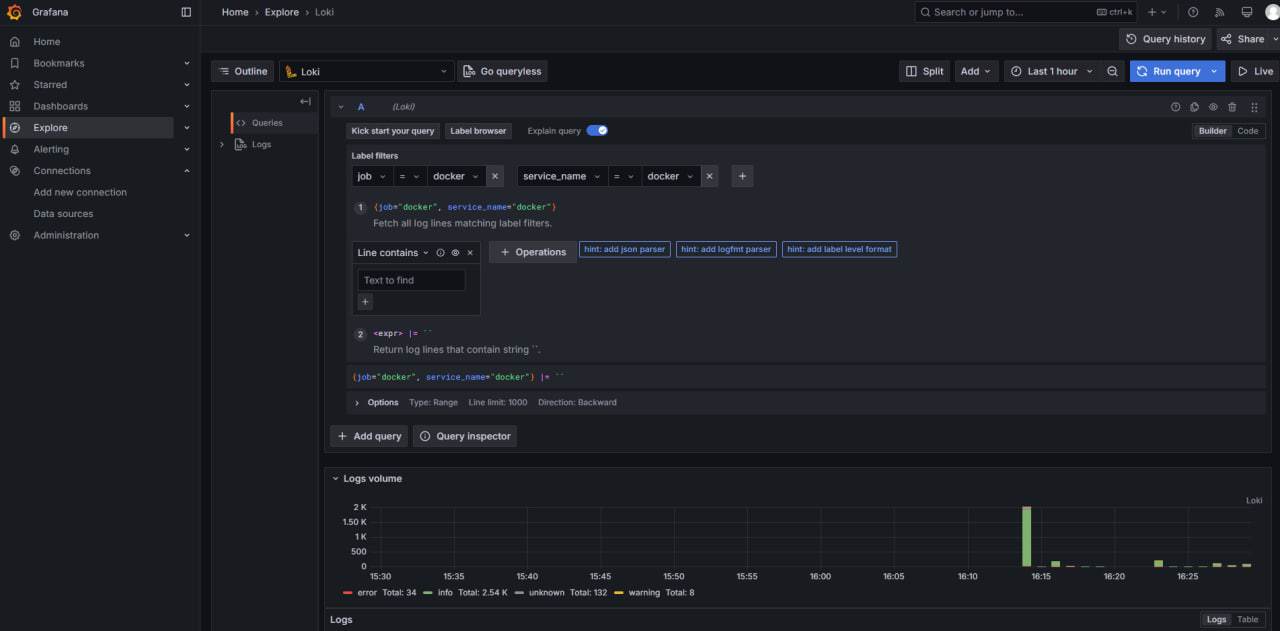 Grafana
Home › Explore › Loki
Search or jump to...
ctrl+k
Home
Bookmarks
Starred
Dashboards
Explore
Alerting
Connections
Add new connection
Data sources
Administration
Query history
Share
Outline
Loki
Go queryless
Split
Add
Last 1 hour
Run query
Live
Queries
Logs
A (Loki)
Kick start your query
Label browser
Explain query
Builder
Code
Label filters
job = docker
service_name = docker
1 {job="docker", service_name="docker"}
Fetch all log lines matching label filters.
Line contains
Text to find
+ Operations
hint: add json parser
hint: add logfmt parser
hint: add label level format
2 <expr> |= ``
Return log lines that contain string ``.
{job="docker", service_name="docker"} |= ``
Options Type: Range Line limit: 1000 Direction: Backward
+ Add query
Query inspector
Logs volume
Loki
2 K
1.50 K
1 K
500
0
15:30 15:35 15:40 15:45 15:50 15:55 16:00 16:05 16:10 16:15 16:20 16:25
error Total: 34 info Total: 2.54 K unknown Total: 132 warning Total: 8
Logs
Logs
Table